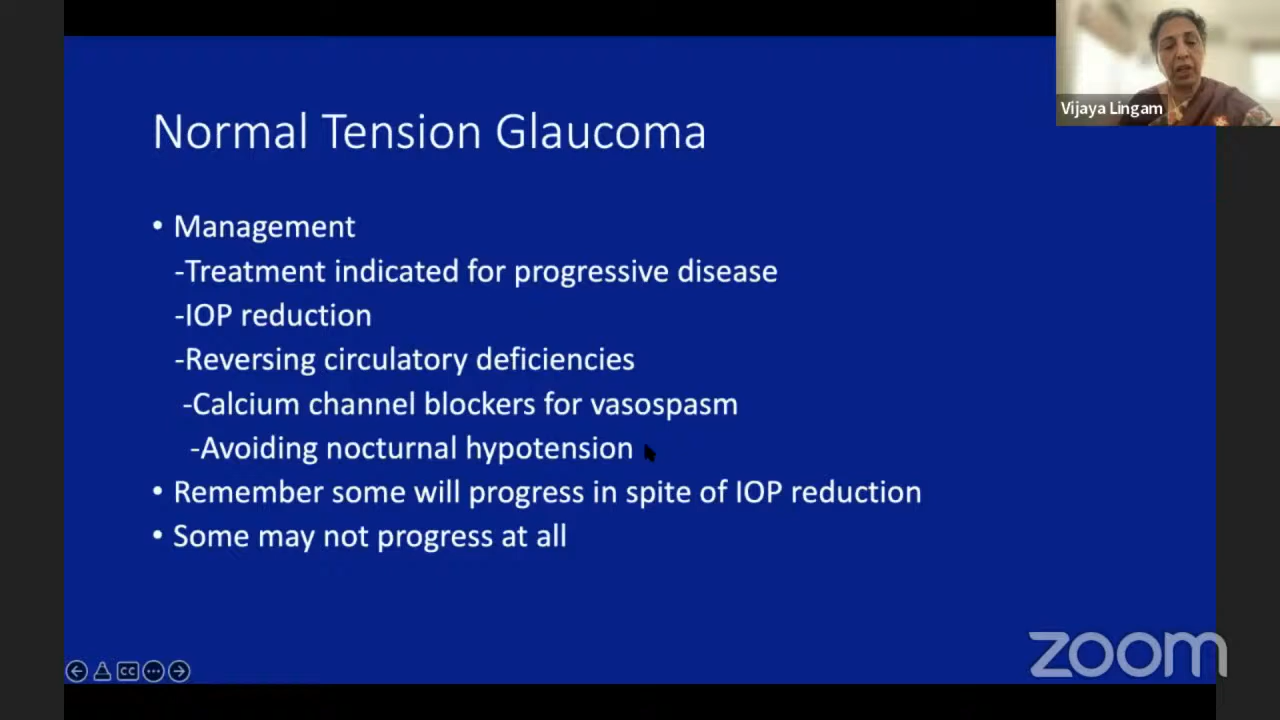 Vijaya Lingam
Normal Tension Glaucoma
• Management
-Treatment indicated for progressive disease
-IOP reduction
-Reversing circulatory deficiencies
-Calcium channel blockers for vasospasm
-Avoiding nocturnal hypotension
• Remember some will progress in spite of IOP reduction
• Some may not progress at all
CC
zoom